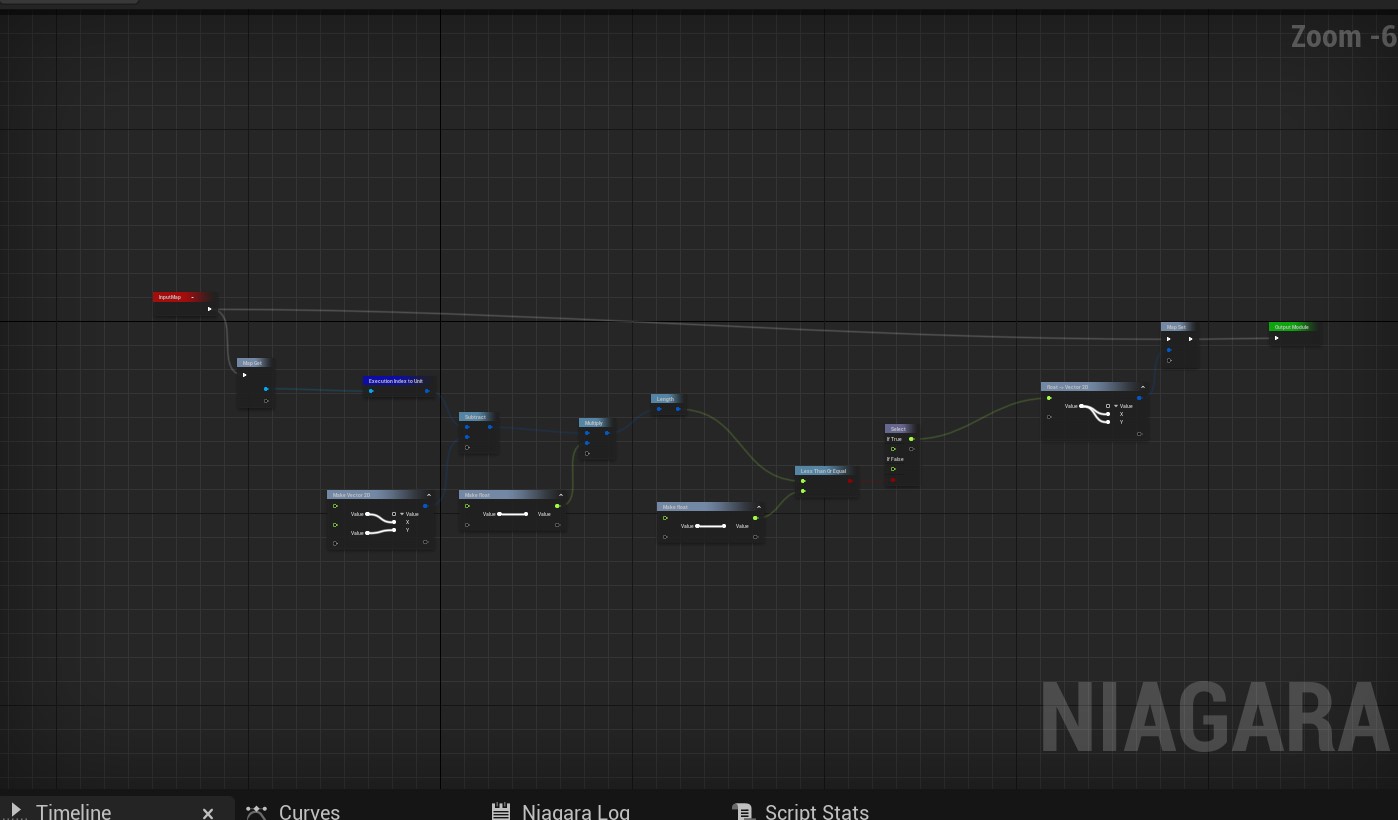 Zoom -6
InputMap
Map Get
Execution Index to Unit
Subtract
Multiply
Length
Make Vector 2D
Value
Value
Value
X
Y
Make float
Value
Value
Make float
Value
Value
Less Than Or Equal
Select
If True
If False
float -> Vector 2D
Value
Value
X
Y
Map Set
Output Module
NIAGARA
Timeline
Curves
Niagara Log
Script Stats